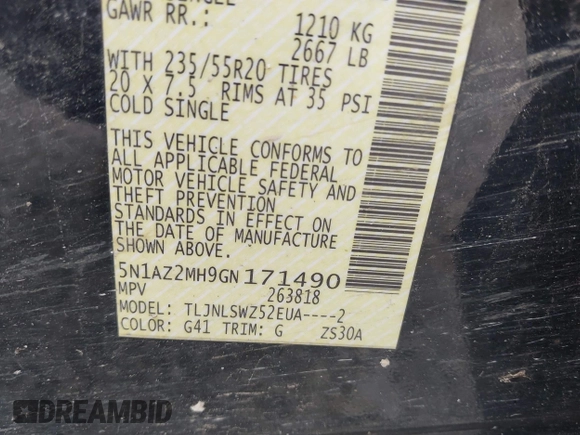 GAWR RR.: 1210 KG
2667 LB
WITH 235/55R20 TIRES
20 X 7.5 RIMS AT 35 PSI
COLD SINGLE
THIS VEHICLE CONFORMS TO
ALL APPLICABLE FEDERAL
MOTOR VEHICLE SAFETY AND
THEFT PREVENTION
STANDARDS IN EFFECT ON
THE DATE OF MANUFACTURE
SHOWN ABOVE.
5N1AZ2MH9GN171490
MPV 263818
MODEL: TLJNLSWZ52EUA----2
COLOR: G41 TRIM: G ZS30A
DREAMBID